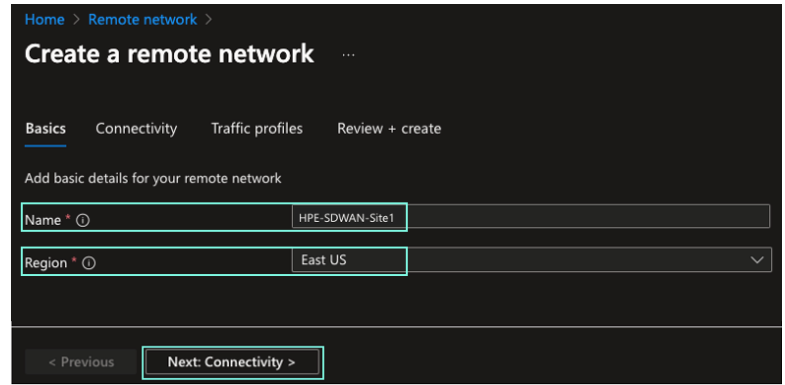 Home > Remote network >
Create a remote network ...
Basics Connectivity Traffic profiles Review + create
Add basic details for your remote network
Name * HPE-SDWAN-Site1
Region * East US
< Previous Next: Connectivity >